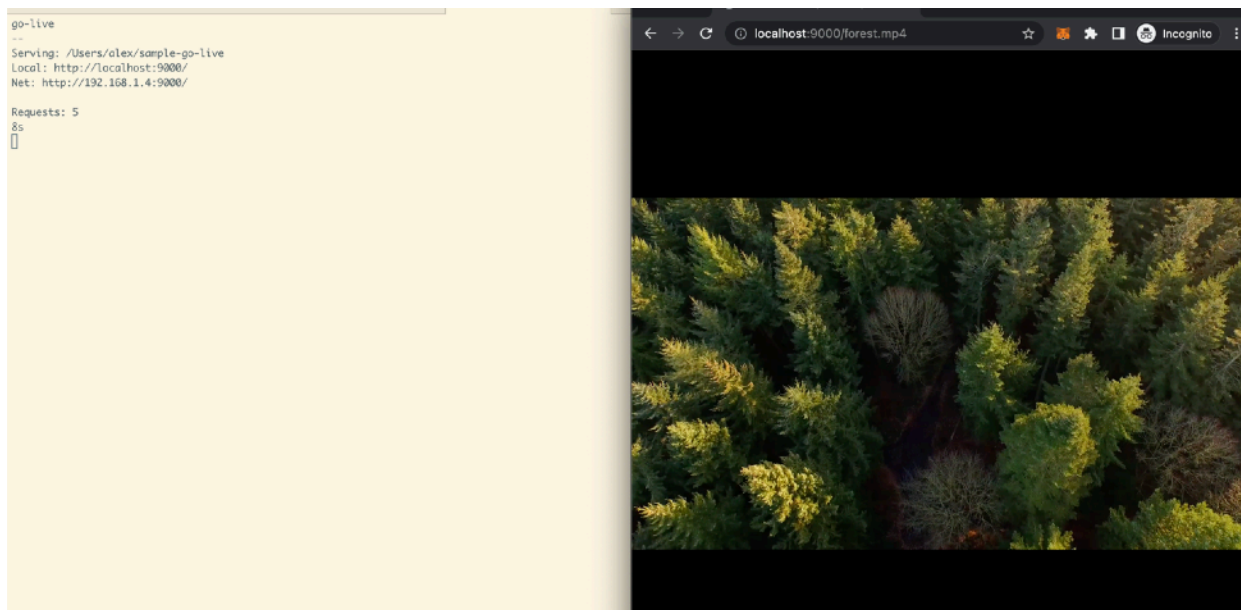 go-live
--
Serving: /Users/alex/sample-go-live
Local: http://localhost:9000/
Net: http://192.168.1.4:9000/
Requests: 5
8s
localhost:9000/forest.mp4
Incognito